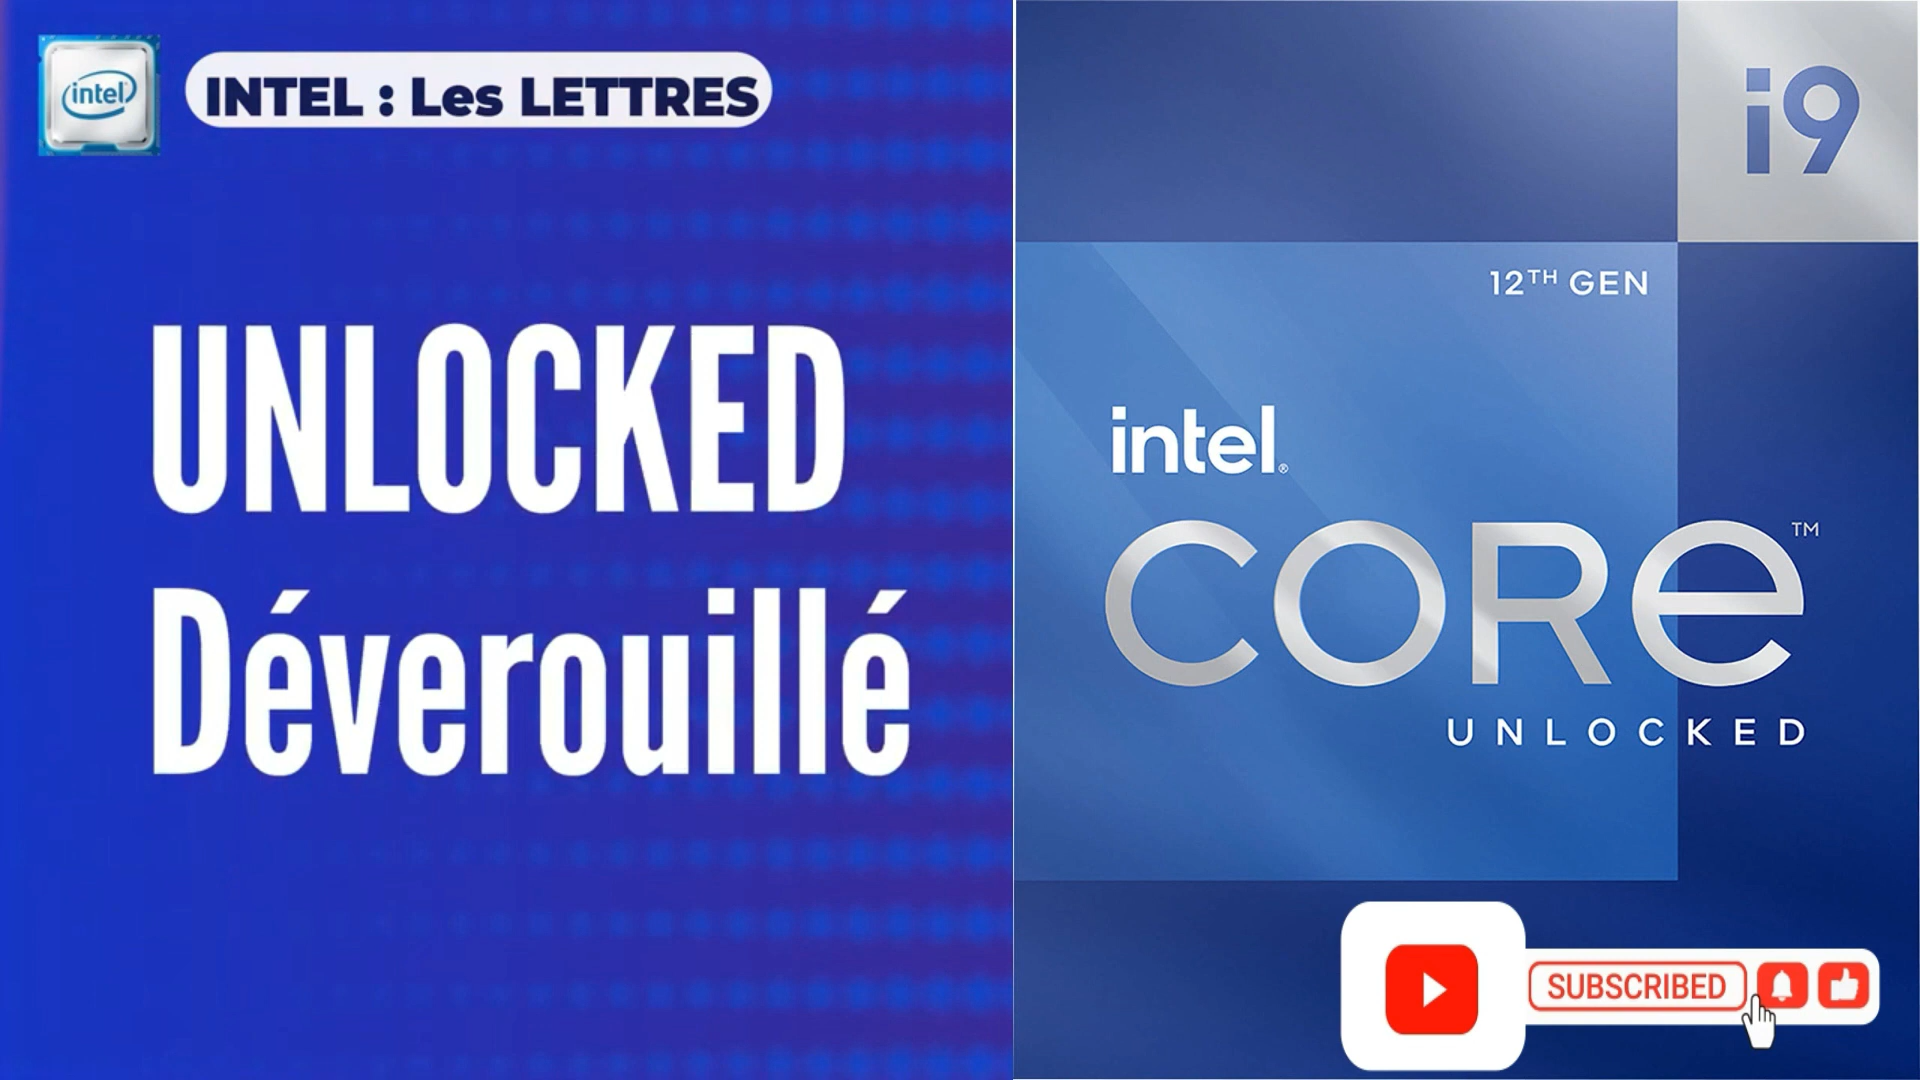 intel
INTEL : Les LETTRES
UNLOCKED
Déverouillé
i9
12TH GEN
intel®
CORE™
UNLOCKED
SUBSCRIBED